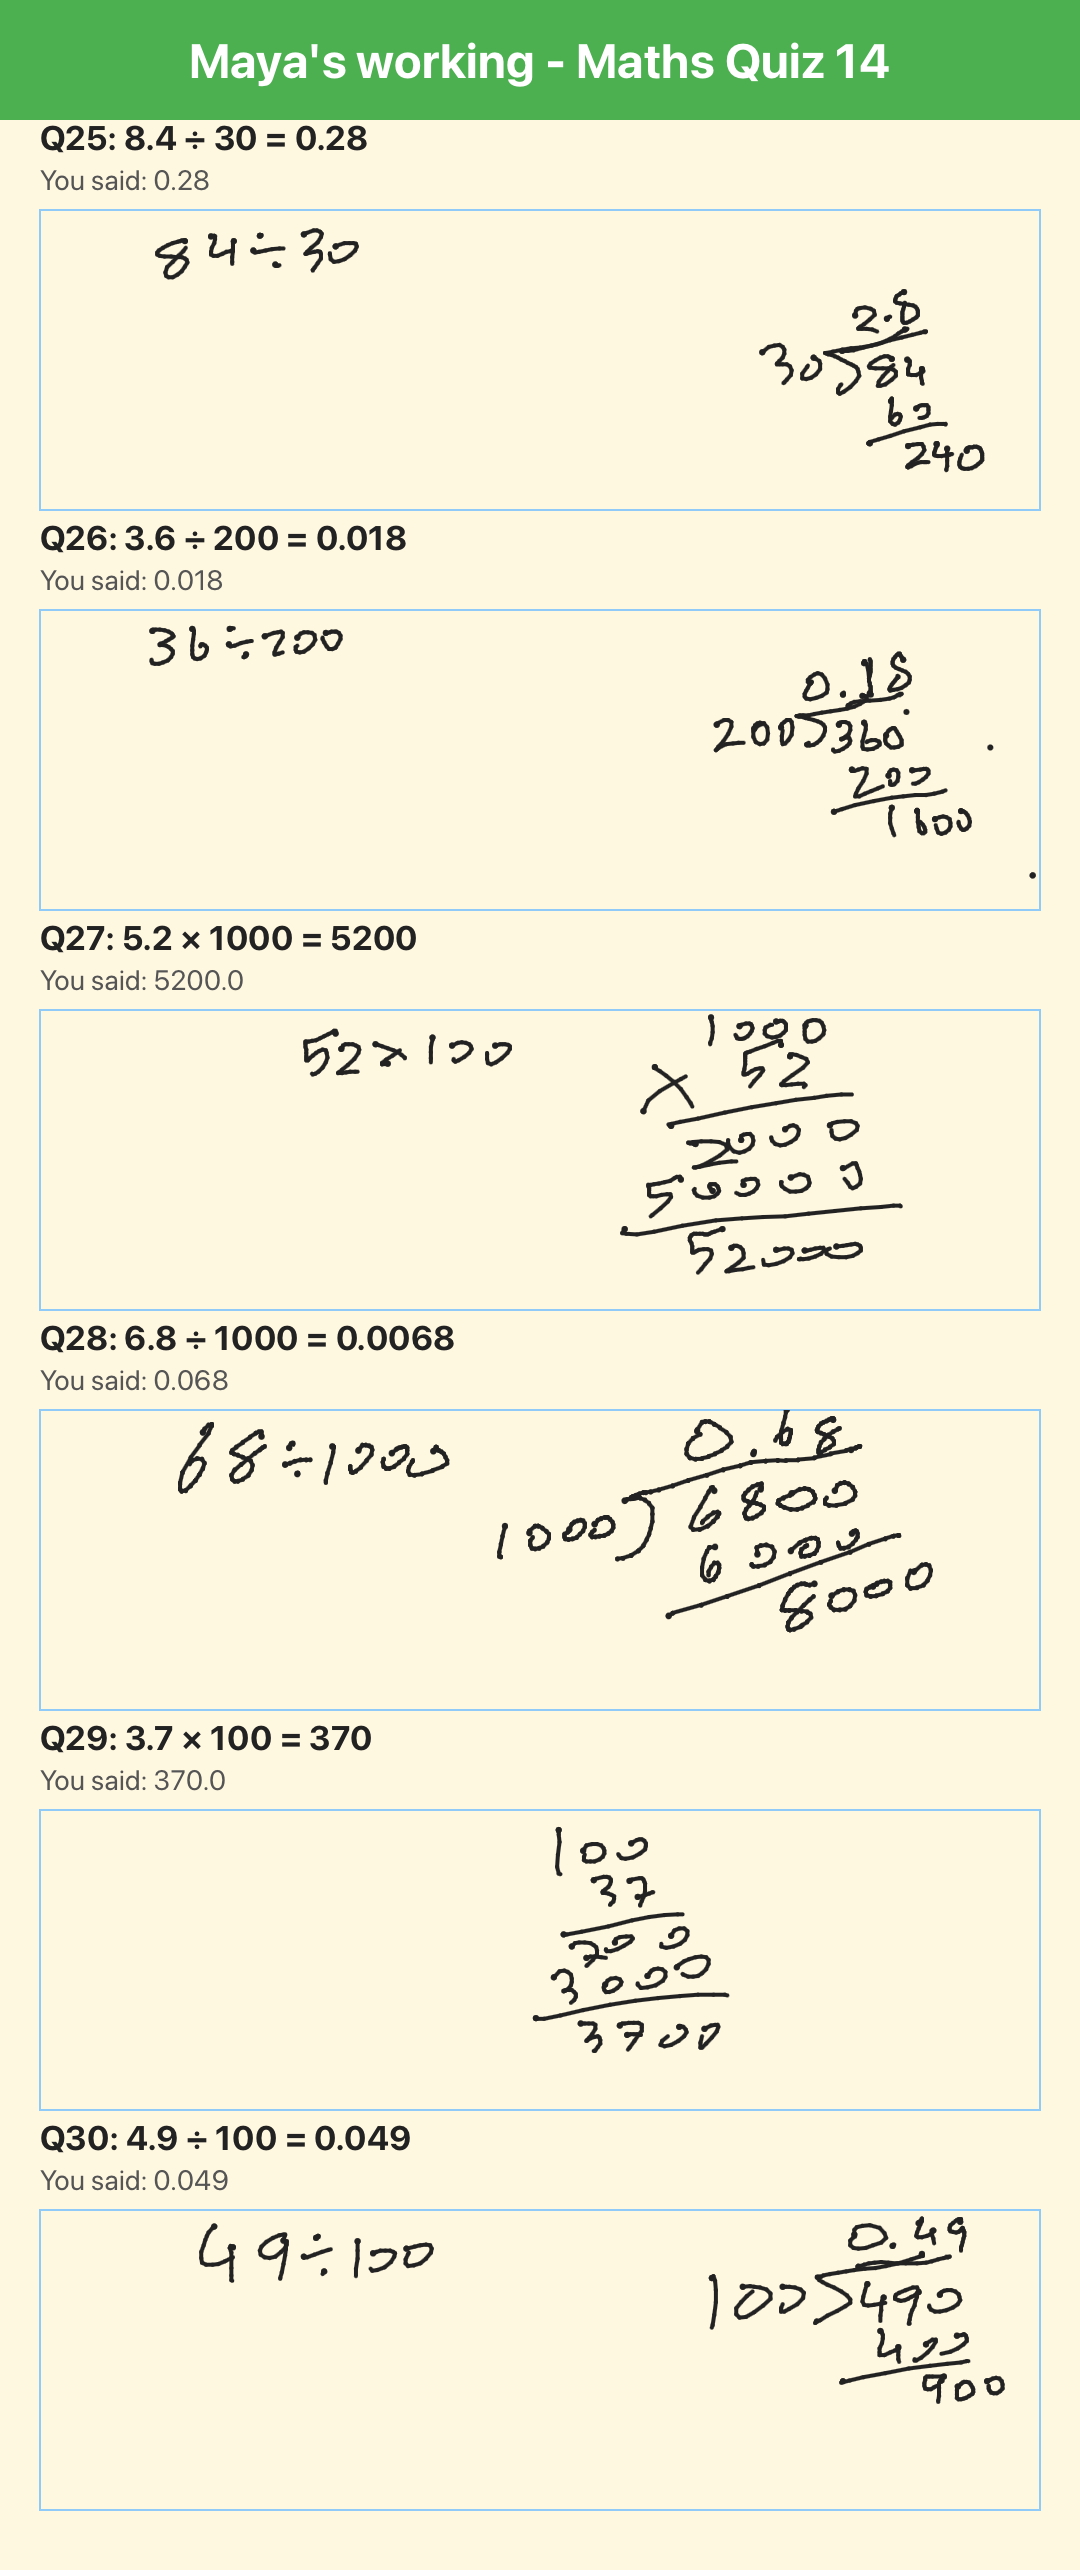 Maya's working - Maths Quiz 14
Q25: 8.4 ÷ 30 = 0.28
You said: 0.28
84÷30
2.8
30)84
60
240
Q26: 3.6 ÷ 200 = 0.018
You said: 0.018
36÷200
0.18
200)360
200
1600
Q27: 5.2 × 1000 = 5200
You said: 5200.0
52×100
1000
× 52
2000
50000
52000
Q28: 6.8 ÷ 1000 = 0.0068
You said: 0.068
68÷1000
0.68
1000)6800
6000
8000
Q29: 3.7 × 100 = 370
You said: 370.0
100
37
700
3000
3700
Q30: 4.9 ÷ 100 = 0.049
You said: 0.049
49÷100
0.49
100)490
400
900